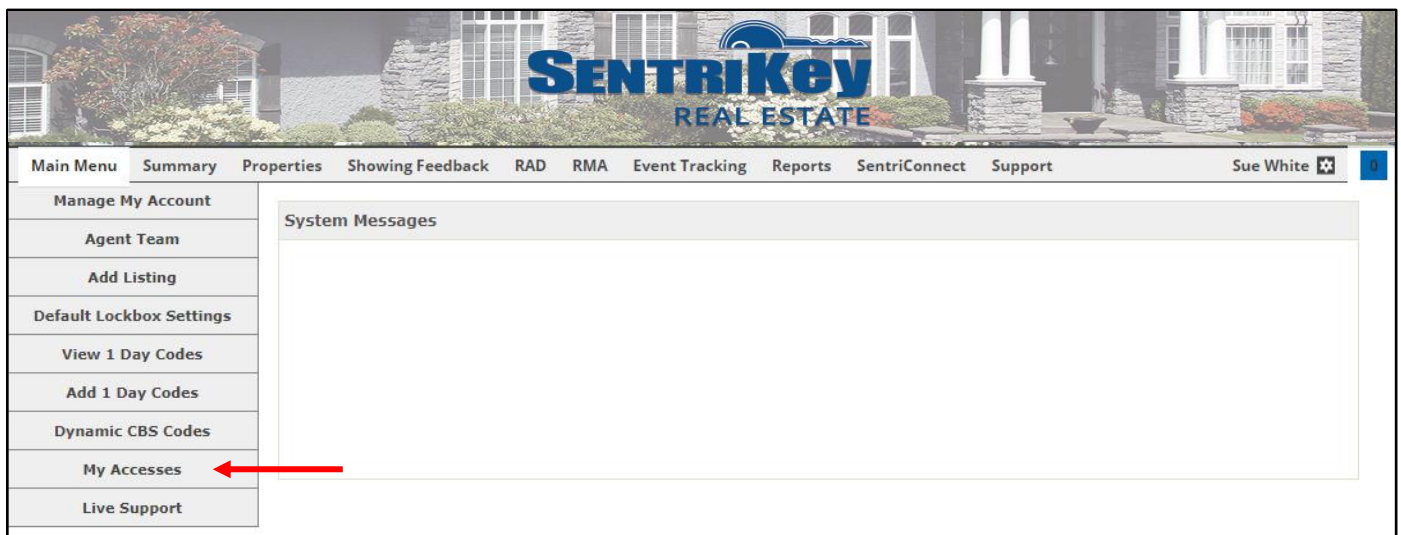 SENTRIKEY
REAL ESTATE
Main Menu Summary Properties Showing Feedback RAD RMA Event Tracking Reports SentriConnect Support Sue White 0
Manage My Account
System Messages
Agent Team
Add Listing
Default Lockbox Settings
View 1 Day Codes
Add 1 Day Codes
Dynamic CBS Codes
My Accesses
Live Support